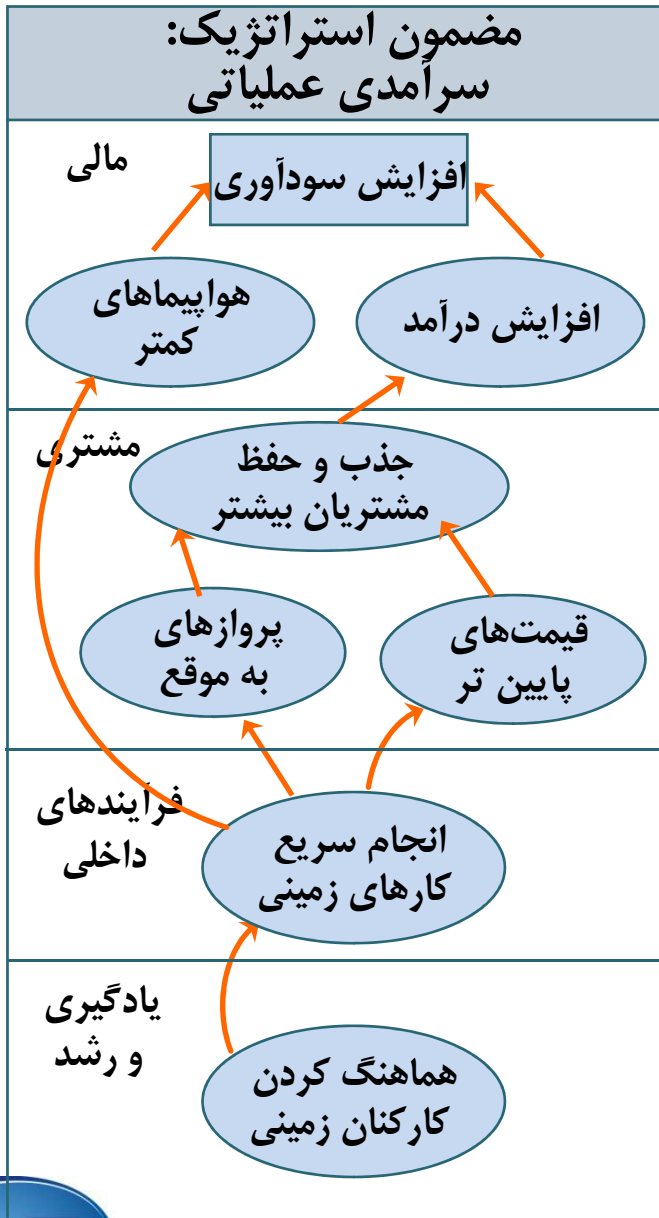 مضمون استراتژیک:
سرآمدی عملیاتی
مالی
افزایش سودآوری
هواپیماهای
کمتر
افزایش درآمد
مشتری
جذب و حفظ
مشتریان بیشتر
پروازهای
به موقع
قیمت‌های
پایین تر
فرآیندهای
داخلی
انجام سریع
کارهای زمینی
یادگیری
و رشد
هماهنگ کردن
کارکنان زمینی